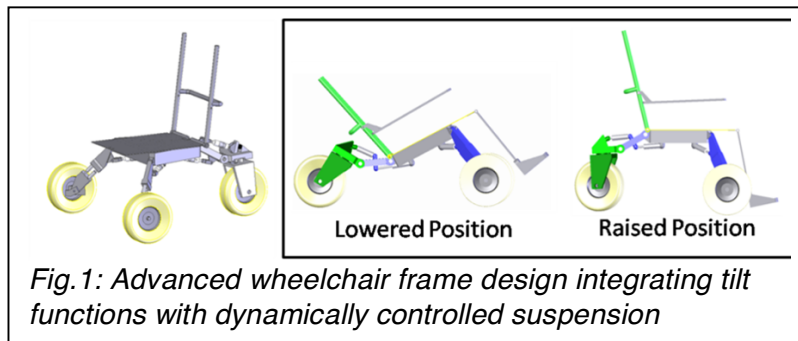 Lowered Position
Raised Position
Fig.1: Advanced wheelchair frame design integrating tilt
functions with dynamically controlled suspension